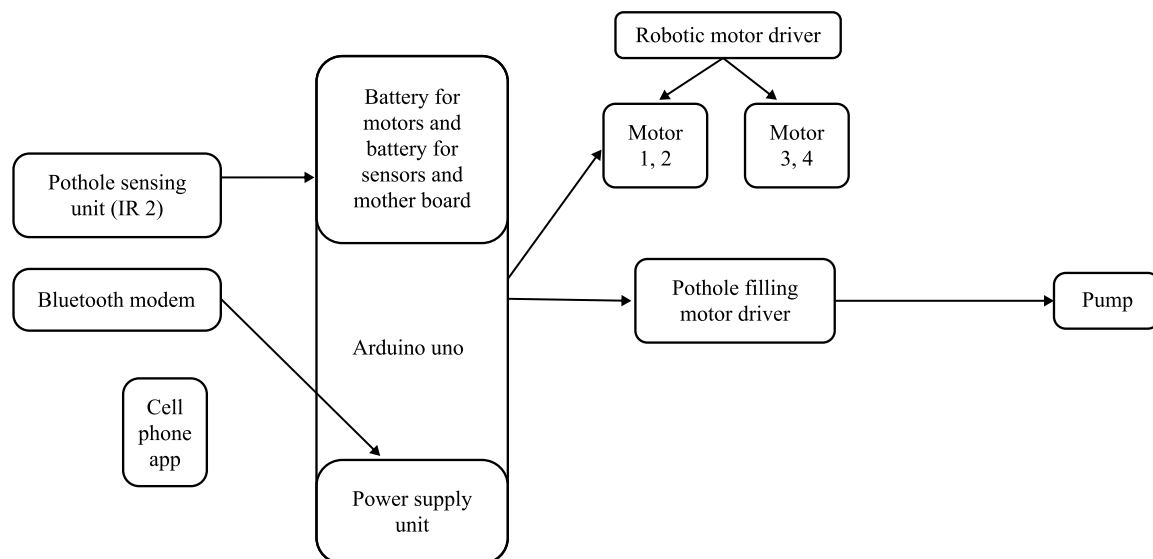 Robotic motor driver
Battery for
motors and
battery for
sensors and
mother board
Motor
1, 2
Motor
3, 4
Pothole sensing
unit (IR 2)
Bluetooth modem
Pothole filling
motor driver
Pump
Arduino uno
Cell
phone
app
Power supply
unit